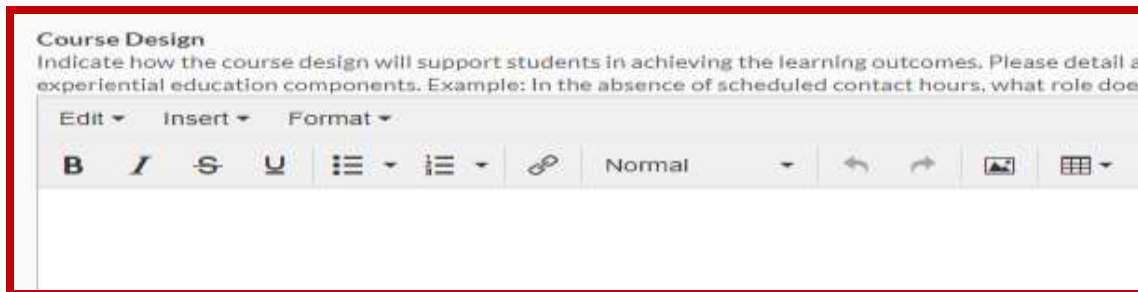 Course Design
Indicate how the course design will support students in achieving the learning outcomes. Please detail a
experiential education components. Example: In the absence of scheduled contact hours, what role doe
Edit Insert Format
B I S U Normal